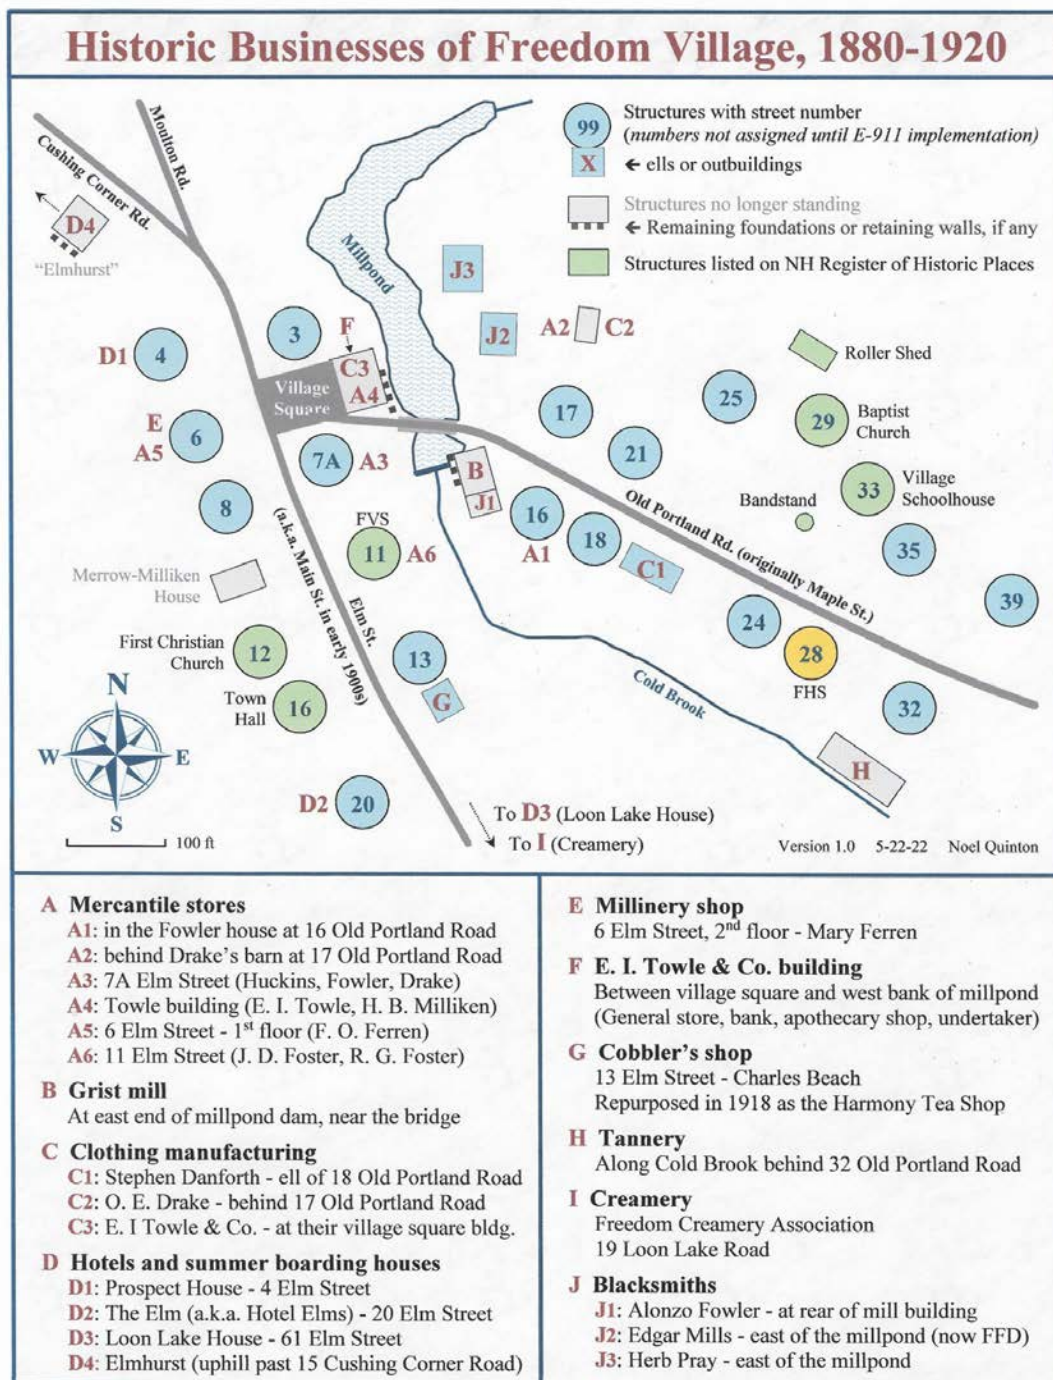 Historic Businesses of Freedom Village, 1880-1920
99
Structures with street number
(numbers not assigned until E-911 implementation)
X
← ells or outbuildings
Structures no longer standing
← Remaining foundations or retaining walls, if any
Structures listed on NH Register of Historic Places
Moulton Rd.
Cushing Corner Rd.
D4
"Elmhurst"
Millpond
J3
J2
A2
C2
Roller Shed
3
F
C3
A4
Village
Square
D1
4
17
25
29
Baptist
Church
E
A5
6
7A
A3
21
B
J1
33
Village
Schoolhouse
8
16
A1
18
C1
Bandstand
35
FVS
11
A6
Old Portland Rd. (originally Maple St.)
39
Merrow-Milliken
House
(a.k.a. Main St. in early 1900s)
Elm St.
First Christian
Church
12
13
G
24
28
FHS
Town
Hall
16
Cold Brook
32
H
N
W
E
S
D2
20
100 ft
To D3 (Loon Lake House)
To I (Creamery)
Version 1.0 5-22-22 Noel Quinton
A Mercantile stores
A1: in the Fowler house at 16 Old Portland Road
A2: behind Drake's barn at 17 Old Portland Road
A3: 7A Elm Street (Huckins, Fowler, Drake)
A4: Towle building (E. I. Towle, H. B. Milliken)
A5: 6 Elm Street - 1st floor (F. O. Ferren)
A6: 11 Elm Street (J. D. Foster, R. G. Foster)
B Grist mill
At east end of millpond dam, near the bridge
C Clothing manufacturing
C1: Stephen Danforth - ell of 18 Old Portland Road
C2: O. E. Drake - behind 17 Old Portland Road
C3: E. I Towle & Co. - at their village square bldg.
D Hotels and summer boarding houses
D1: Prospect House - 4 Elm Street
D2: The Elm (a.k.a. Hotel Elms) - 20 Elm Street
D3: Loon Lake House - 61 Elm Street
D4: Elmhurst (uphill past 15 Cushing Corner Road)
E Millinery shop
6 Elm Street, 2nd floor - Mary Ferren
F E. I. Towle & Co. building
Between village square and west bank of millpond
(General store, bank, apothecary shop, undertaker)
G Cobbler's shop
13 Elm Street - Charles Beach
Repurposed in 1918 as the Harmony Tea Shop
H Tannery
Along Cold Brook behind 32 Old Portland Road
I Creamery
Freedom Creamery Association
19 Loon Lake Road
J Blacksmiths
J1: Alonzo Fowler - at rear of mill building
J2: Edgar Mills - east of the millpond (now FFD)
J3: Herb Pray - east of the millpond